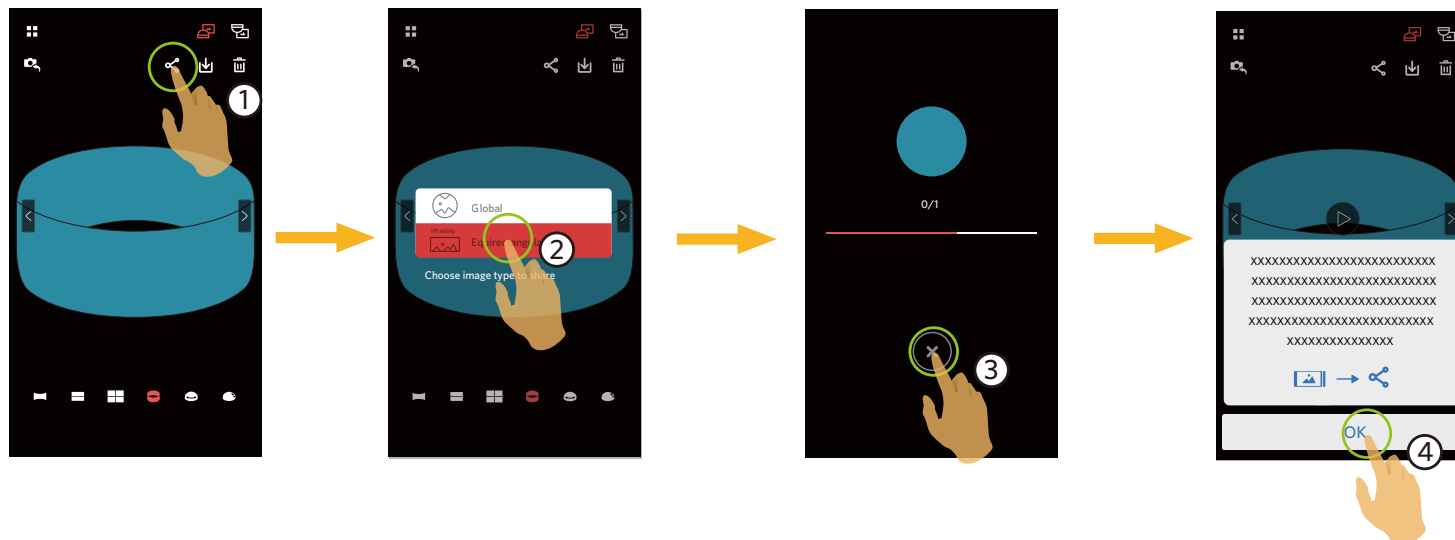 1
Global
VR ability
Equirectangular
2
Choose image type to share
0/1
3
xxxxxxxxxxxxxxxxxxxxxxxxxx
xxxxxxxxxxxxxxxxxxxxxxxxxx
xxxxxxxxxxxxxxxxxxxxxxxxxx
xxxxxxxxxxxxxxxxxxxxxxxxxx
xxxxxxxxxxxxxxx
OK
4